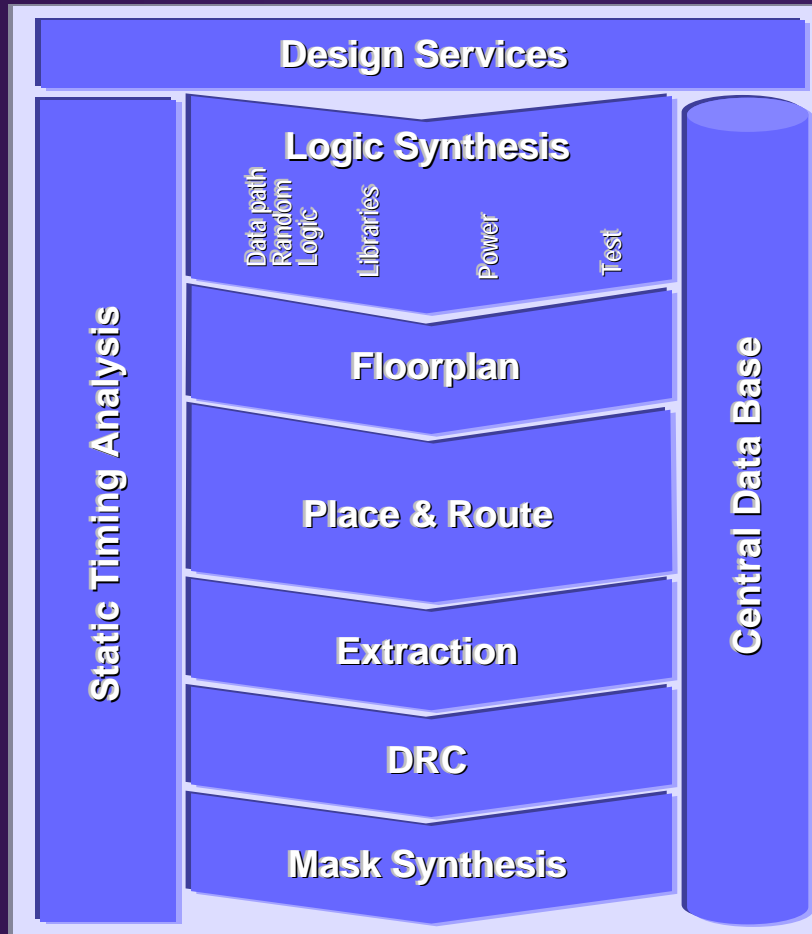 Design Services
Logic Synthesis
Data path
Random
Logic
Libraries
Power
Test
Static Timing Analysis
Floorplan
Place & Route
Extraction
DRC
Mask Synthesis
Central Data Base